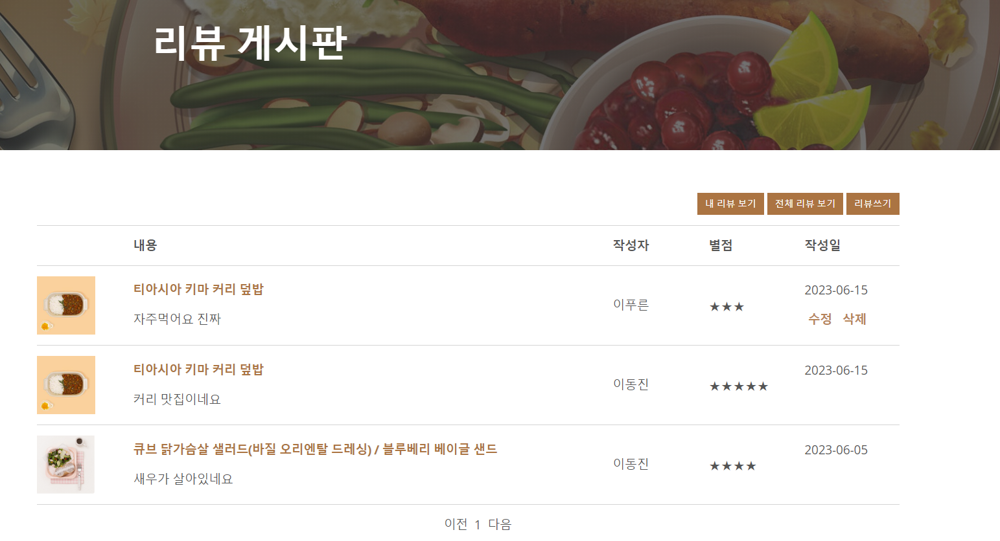 리뷰 게시판
내 리뷰 보기 전체 리뷰 보기 리뷰쓰기
내용 작성자 별점 작성일
티아시아 키마 커리 덮밥
자주먹어요 진짜
이푸른
★★★
2023-06-15
수정 삭제
티아시아 키마 커리 덮밥
커리 맛집이네요
이동진
★★★★★
2023-06-15
큐브 닭가슴살 샐러드(바질 오리엔탈 드레싱) / 블루베리 베이글 샌드
새우가 살아있네요
이동진
★★★★
2023-06-05
이전 1 다음